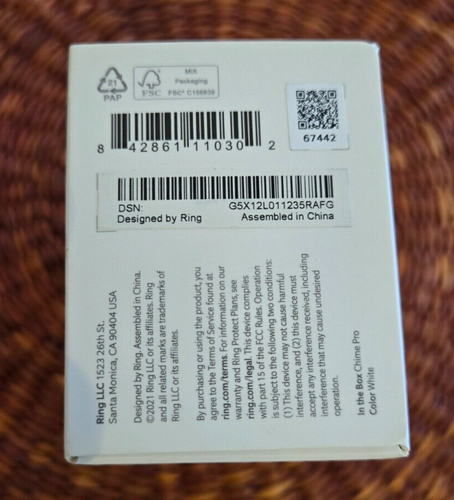 21
PAP
FSC
MIX
Packaging
FSC® C156939
67442
8 42861 11030 2
DSN: G5X12L011235RAFG
Designed by Ring Assembled in China
Ring LLC 1523 26th St.
Santa Monica, CA 90404 USA
Designed by Ring. Assembled in China.
©2021 Ring LLC or its affiliates. Ring
and all related marks are trademarks of
Ring LLC or its affiliates.
By purchasing or using the product, you
agree to the Terms of Service found at
ring.com/terms. For information on our
warranty and Ring Protect Plans, see
ring.com/legal. This device complies
with part 15 of the FCC Rules. Operation
is subject to the following two conditions:
(1) This device may not cause harmful
interference, and (2) this device must
accept any interference received, including
interference that may cause undesired
operation.
In the Box Chime Pro
Color White